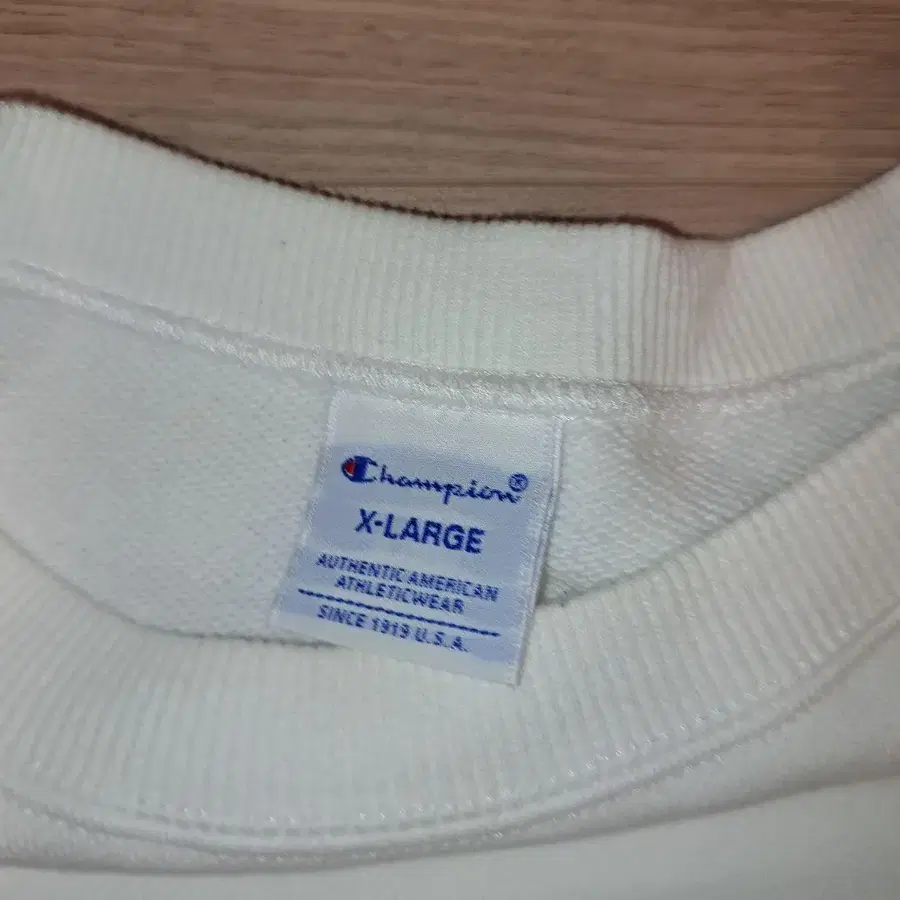 Champion®
X-LARGE
AUTHENTIC AMERICAN
ATHLETICWEAR
SINCE 1919 U.S.A.